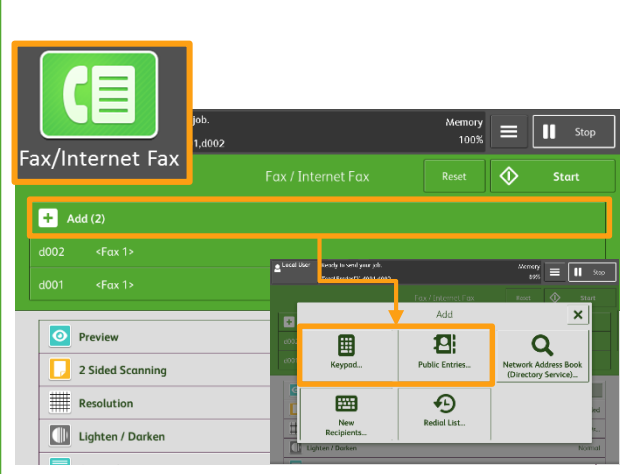 Fax/Internet Fax
job.
1,d002
Memory
100%
Stop
Fax / Internet Fax
Reset
Start
Add (2)
d002 <Fax 1>
d001 <Fax 1>
Preview
2 Sided Scanning
Resolution
Lighten / Darken
Local User
Ready to send your job.
Memory
Stop
Fax / Internet Fax
Reset
Start
Add
Keypad...
Public Entries...
Network Address Book
(Directory Service)...
New
Recipients...
Redial List...
Lighten / Darken
Normal